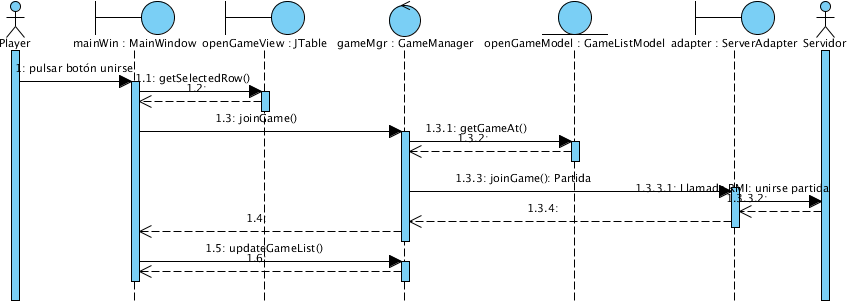 Player
mainWin : MainWindow
openGameView : JTable
gameMgr : GameManager
openGameModel : GameListModel
adapter : ServerAdapter
Servidor
1: pulsar botón unirse
1.1: getSelectedRow()
1.2:
1.3: joinGame()
1.3.1: getGameAt()
1.3.2:
1.3.3: joinGame(): Partida
1.3.3.1: Llamada RMI: unirse partida
1.3.3.2:
1.3.4:
1.4
1.5: updateGameList()
1.6